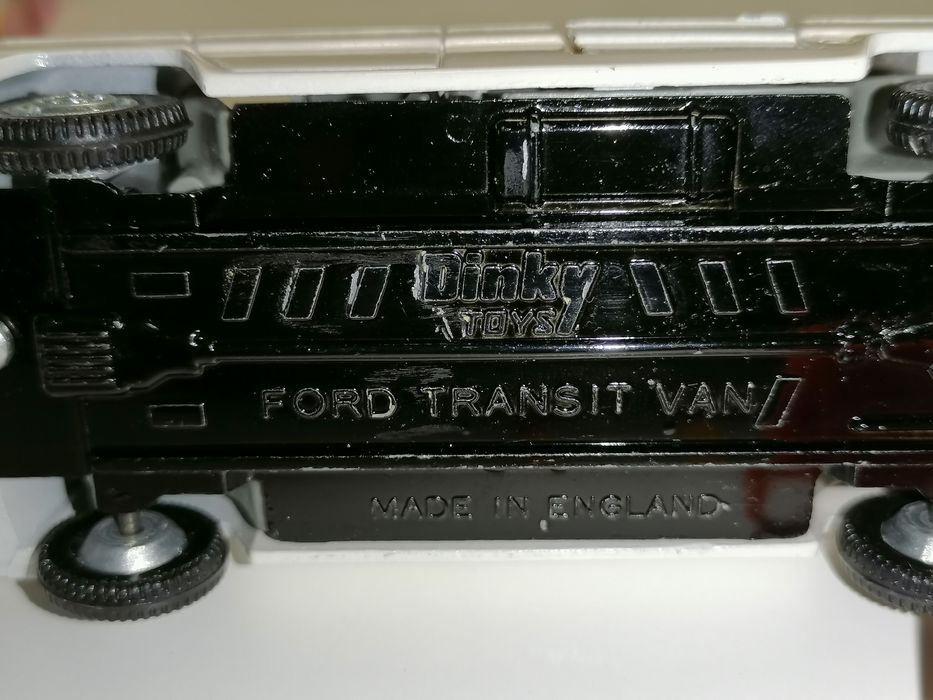 Dinky
TOYS
FORD TRANSIT VAN
MADE IN ENGLAND